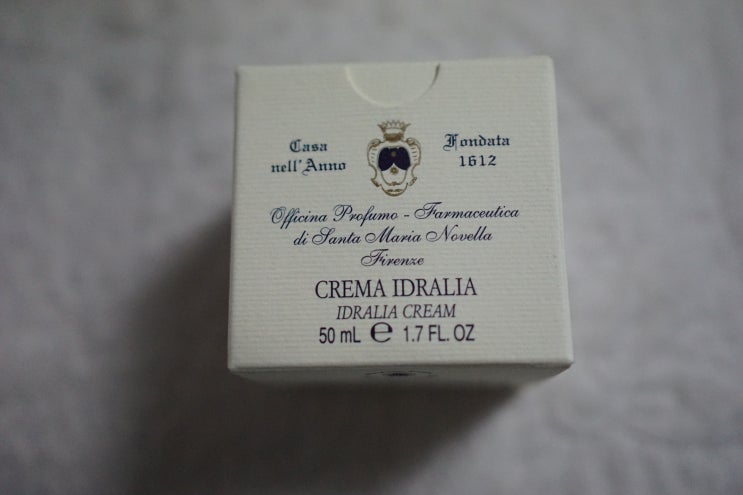 Casa Fondata
nell'Anno 1612
Officina Profumo - Farmaceutica
di Santa Maria Novella
Firenze
CREMA IDRALIA
IDRALIA CREAM
50 mL ℮ 1.7 FL. OZ